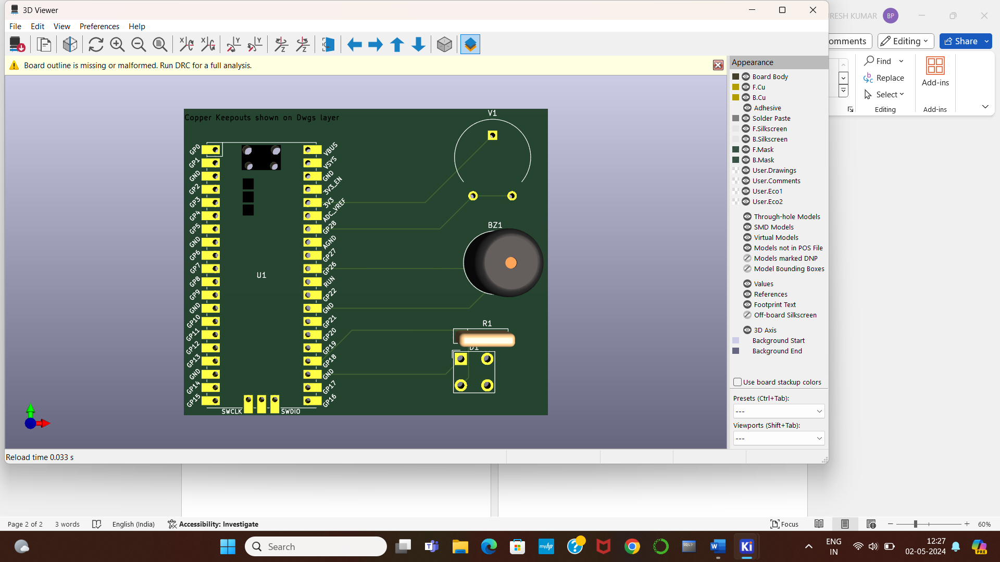 3D Viewer
RESH KUMAR BP
File Edit View Preferences Help
omments Editing Share
Board outline is missing or malformed. Run DRC for a full analysis.
Find
Replace
Select
Editing
Add-ins
Add-ins
Appearance
Board Body
F.Cu
B.Cu
Adhesive
Solder Paste
F.Silkscreen
B.Silkscreen
F.Mask
B.Mask
User.Drawings
User.Comments
User.Eco1
User.Eco2
Through-hole Models
SMD Models
Virtual Models
Models not in POS File
Models marked DNP
Model Bounding Boxes
Values
References
Footprint Text
Off-board Silkscreen
3D Axis
Background Start
Background End
Use board stackup colors
Presets (Ctrl+Tab):
---
Viewports (Shift+Tab):
---
Copper Keepouts shown on Dwgs layer
V1
GP0
GP1
GND
GP2
GP3
GP4
GP5
GND
GP6
GP7
GP8
GP9
GND
GP10
GP11
GP12
GP13
GND
GP14
GP15
U1
SWCLK
SWDIO
VBUS
VSYS
GND
3V3_EN
3V3
ADC_VREF
GP28
AGND
GP27
GP26
RUN
GP22
GND
GP21
GP20
GP19
GP18
GND
GP17
GP16
BZ1
R1
D1
X X Y Y Z Z
Reload time 0.033 s
Page 2 of 2 3 words English (India) Accessibility: Investigate
Focus 60%
Search
myhp
SQL>
W
Ki
ENG
IN
12:27
02-05-2024
PRE